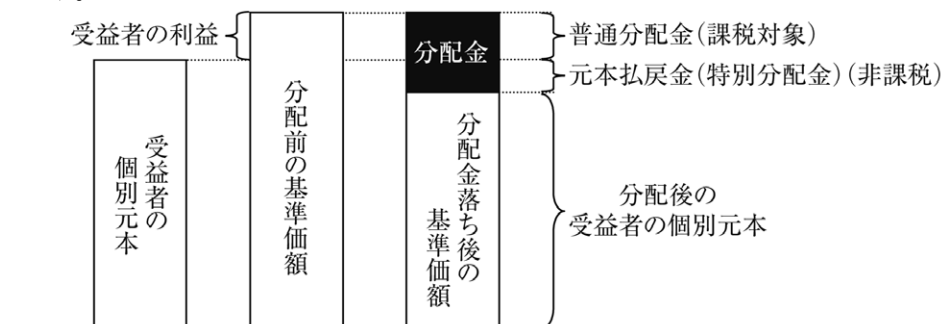 受益者の利益
分配金
普通分配金(課税対象)
元本払戻金(特別分配金)(非課税)
受益者の
個別元本
分配前の基準価額
分配金落ち後の
基準価額
分配後の
受益者の個別元本